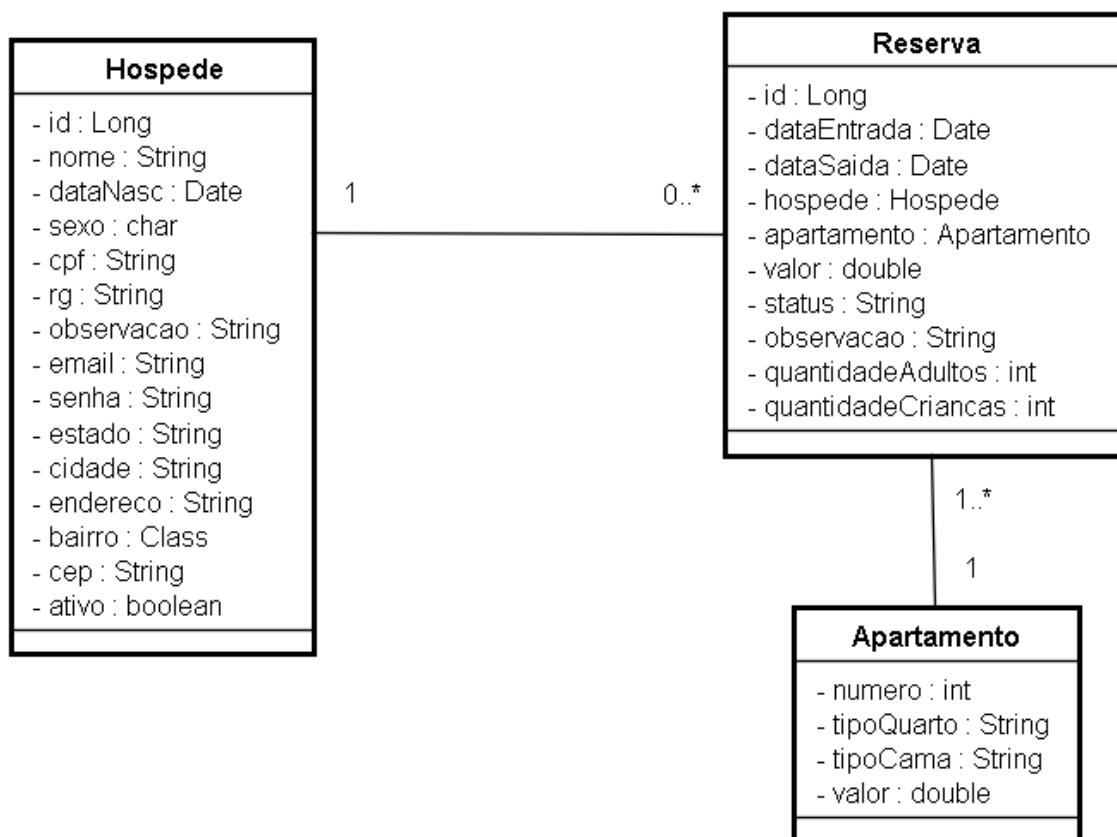 Hospede
- id : Long
- nome : String
- dataNasc : Date
- sexo : char
- cpf : String
- rg : String
- observacao : String
- email : String
- senha : String
- estado : String
- cidade : String
- endereco : String
- bairro : Class
- cep : String
- ativo : boolean
1
0..*
Reserva
- id : Long
- dataEntrada : Date
- dataSaida : Date
- hospede : Hospede
- apartamento : Apartamento
- valor : double
- status : String
- observacao : String
- quantidadeAdultos : int
- quantidadeCriancas : int
1..*
1
Apartamento
- numero : int
- tipoQuarto : String
- tipoCama : String
- valor : double